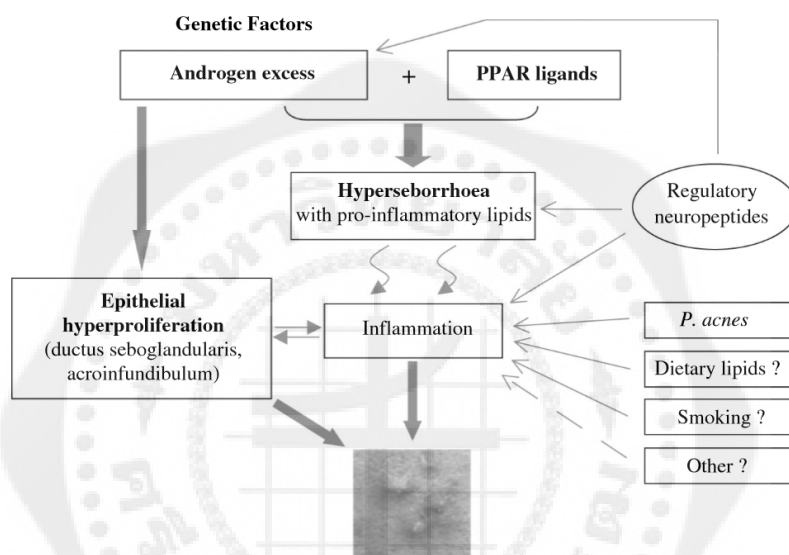 Genetic Factors
Androgen excess
+
PPAR ligands
Hyperseborrhoea
with pro-inflammatory lipids
Regulatory
neuropeptides
Epithelial
hyperproliferation
(ductus seboglandularis,
acroinfundibulum)
Inflammation
P. acnes
Dietary lipids ?
Smoking ?
Other ?